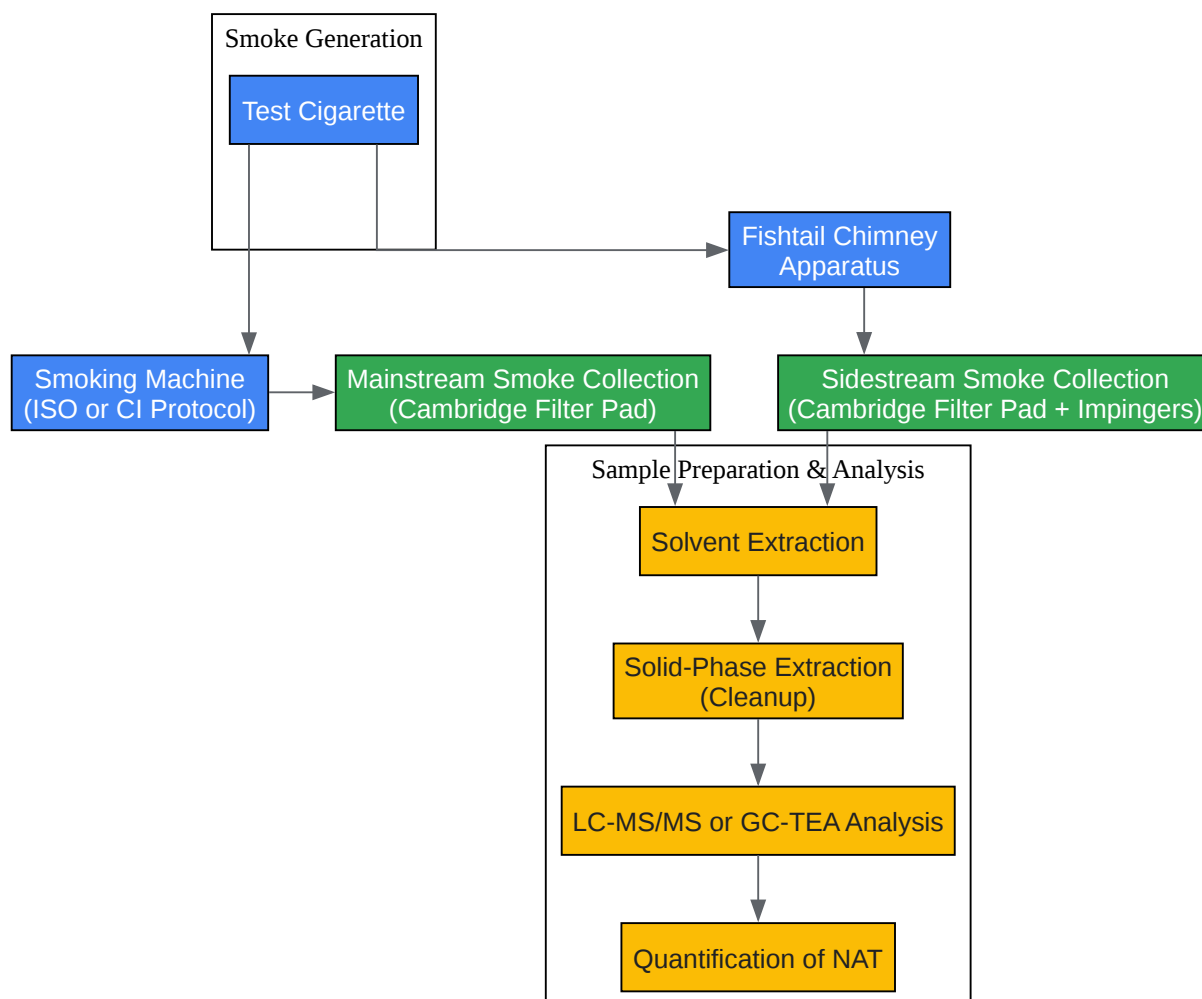 Smoke Generation
Test Cigarette
Fishtail Chimney
Apparatus
Smoking Machine
(ISO or CI Protocol)
Mainstream Smoke Collection
(Cambridge Filter Pad)
Sidestream Smoke Collection
(Cambridge Filter Pad + Impingers)
Sample Preparation & Analysis
Solvent Extraction
Solid-Phase Extraction
(Cleanup)
LC-MS/MS or GC-TEA Analysis
Quantification of NAT